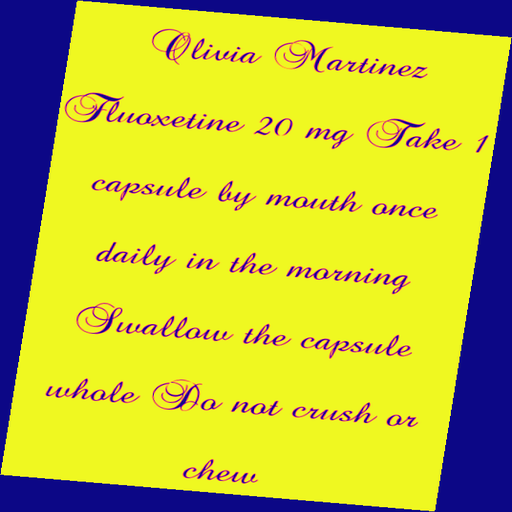 Olivia Martinez
Fluoxetine 20 mg Take 1
capsule by mouth once
daily in the morning
Swallow the capsule
whole Do not crush or
chew